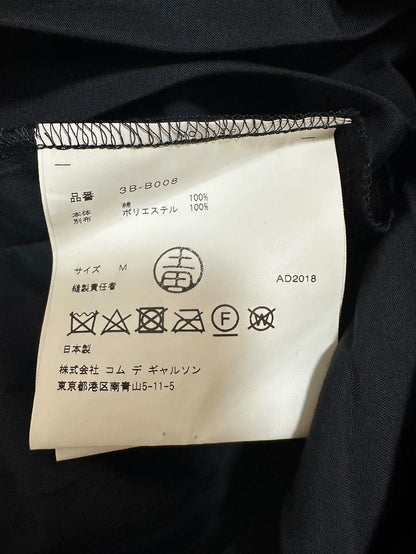 品番 3B-B008
本体 綿 100%
別布 ポリエステル 100%
サイズ M
縫製責任者
AD2018
F W
日本製
株式会社 コム デ ギャルソン
東京都港区南青山5-11-5